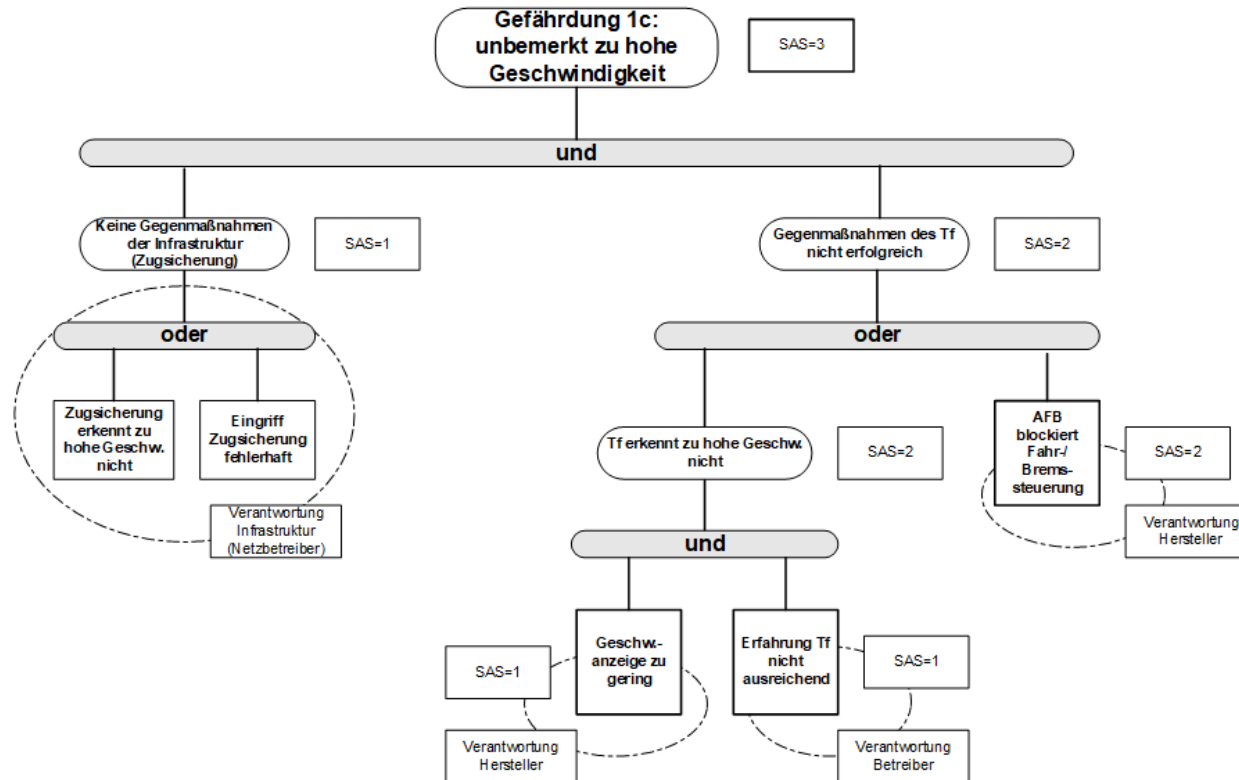 Gefährdung 1c:
unbemerkt zu hohe
Geschwindigkeit
SAS=3
und
Keine Gegenmaßnahmen
der Infrastruktur
(Zugsicherung)
SAS=1
Gegenmaßnahmen des Tf
nicht erfolgreich
SAS=2
oder
oder
Zugsicherung
erkennt zu
hohe Geschw.
nicht
Eingriff
Zugsicherung
fehlerhaft
Verantwortung
Infrastruktur
(Netzbetreiber)
Tf erkennt zu hohe Geschw.
nicht
SAS=2
AFB
blockiert
Fahr-/
Brems-
steuerung
SAS=2
Verantwortung
Hersteller
und
Geschw.-
anzeige zu
gering
SAS=1
Verantwortung
Hersteller
Erfahrung Tf
nicht
ausreichend
SAS=1
Verantwortung
Betreiber